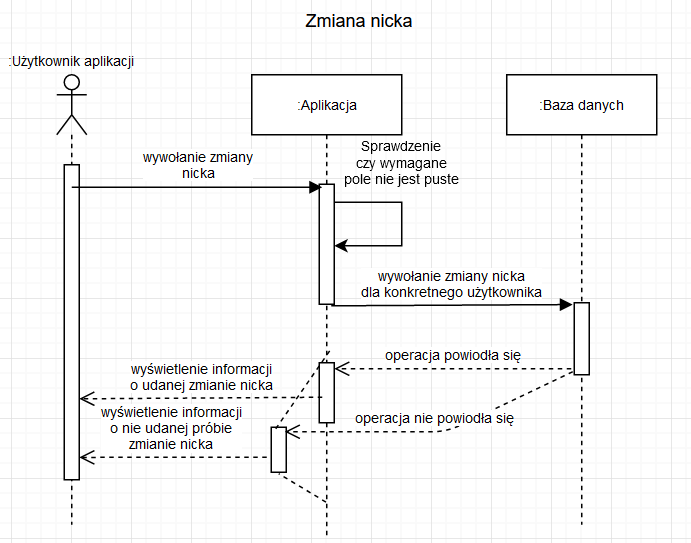 Zmiana nicka
:Użytkownik aplikacji
:Aplikacja
:Baza danych
Sprawdzenie
czy wymagane
pole nie jest puste
wywołanie zmiany
nicka
wywołanie zmiany nicka
dla konkretnego użytkownika
operacja powiodła się
wyświetlenie informacji
o udanej zmianie nicka
operacja nie powiodła się
wyświetlenie informacji
o nie udanej próbie
zmianie nicka